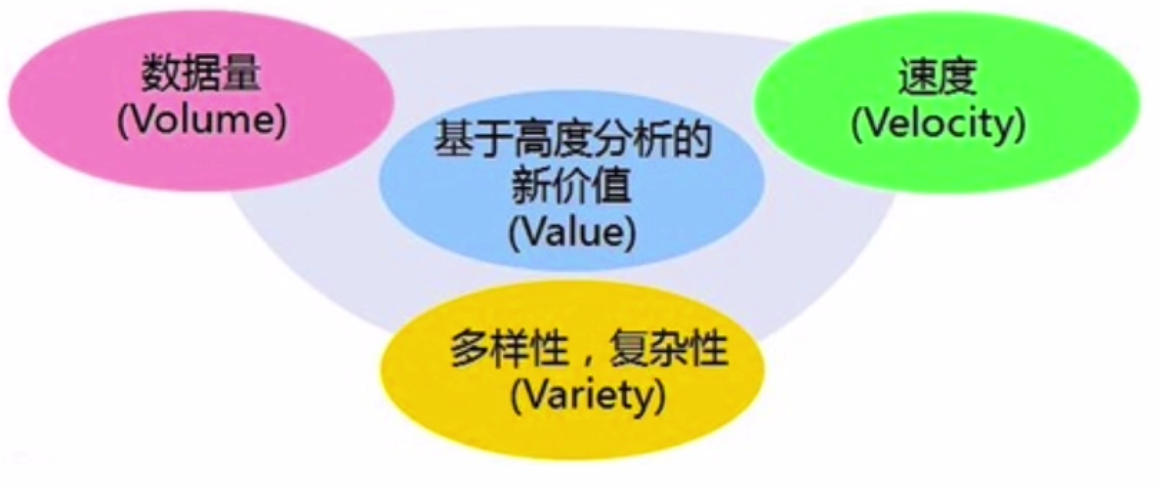 数据量
(Volume)
速度
(Velocity)
基于高度分析的
新价值
(Value)
多样性，复杂性
(Variety)